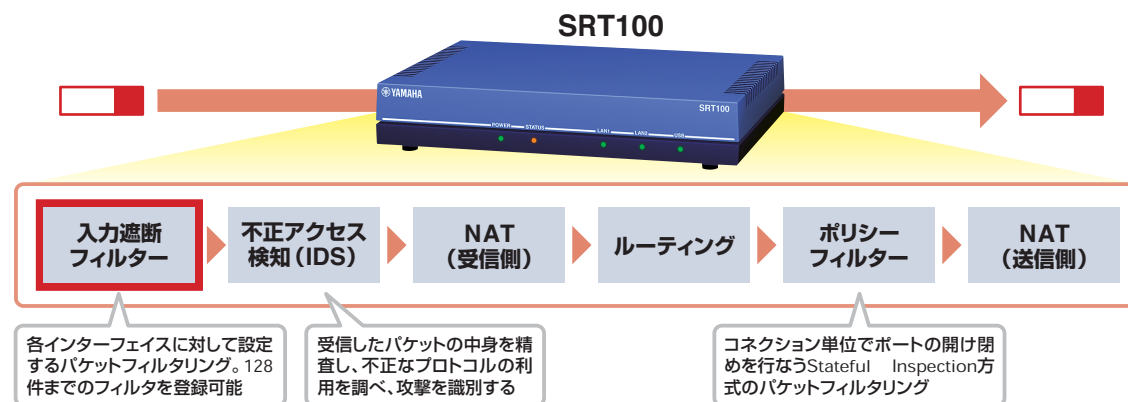 SRT100
YAMAHA
SRT100
POWER
STATUS
LAN1
LAN2
USB
入力遮断
フィルター
不正アクセス
検知（IDS）
NAT
（受信側）
ルーティング
ポリシー
フィルター
NAT
（送信側）
各インターフェイスに対して設定
するパケットフィルタリング。128
件までのフィルタを登録可能
受信したパケットの中身を精
査し、不正なプロトコルの利
用を調べ、攻撃を識別する
コネクション単位でポートの開け閉
めを行なうStateful Inspection方
式のパケットフィルタリング